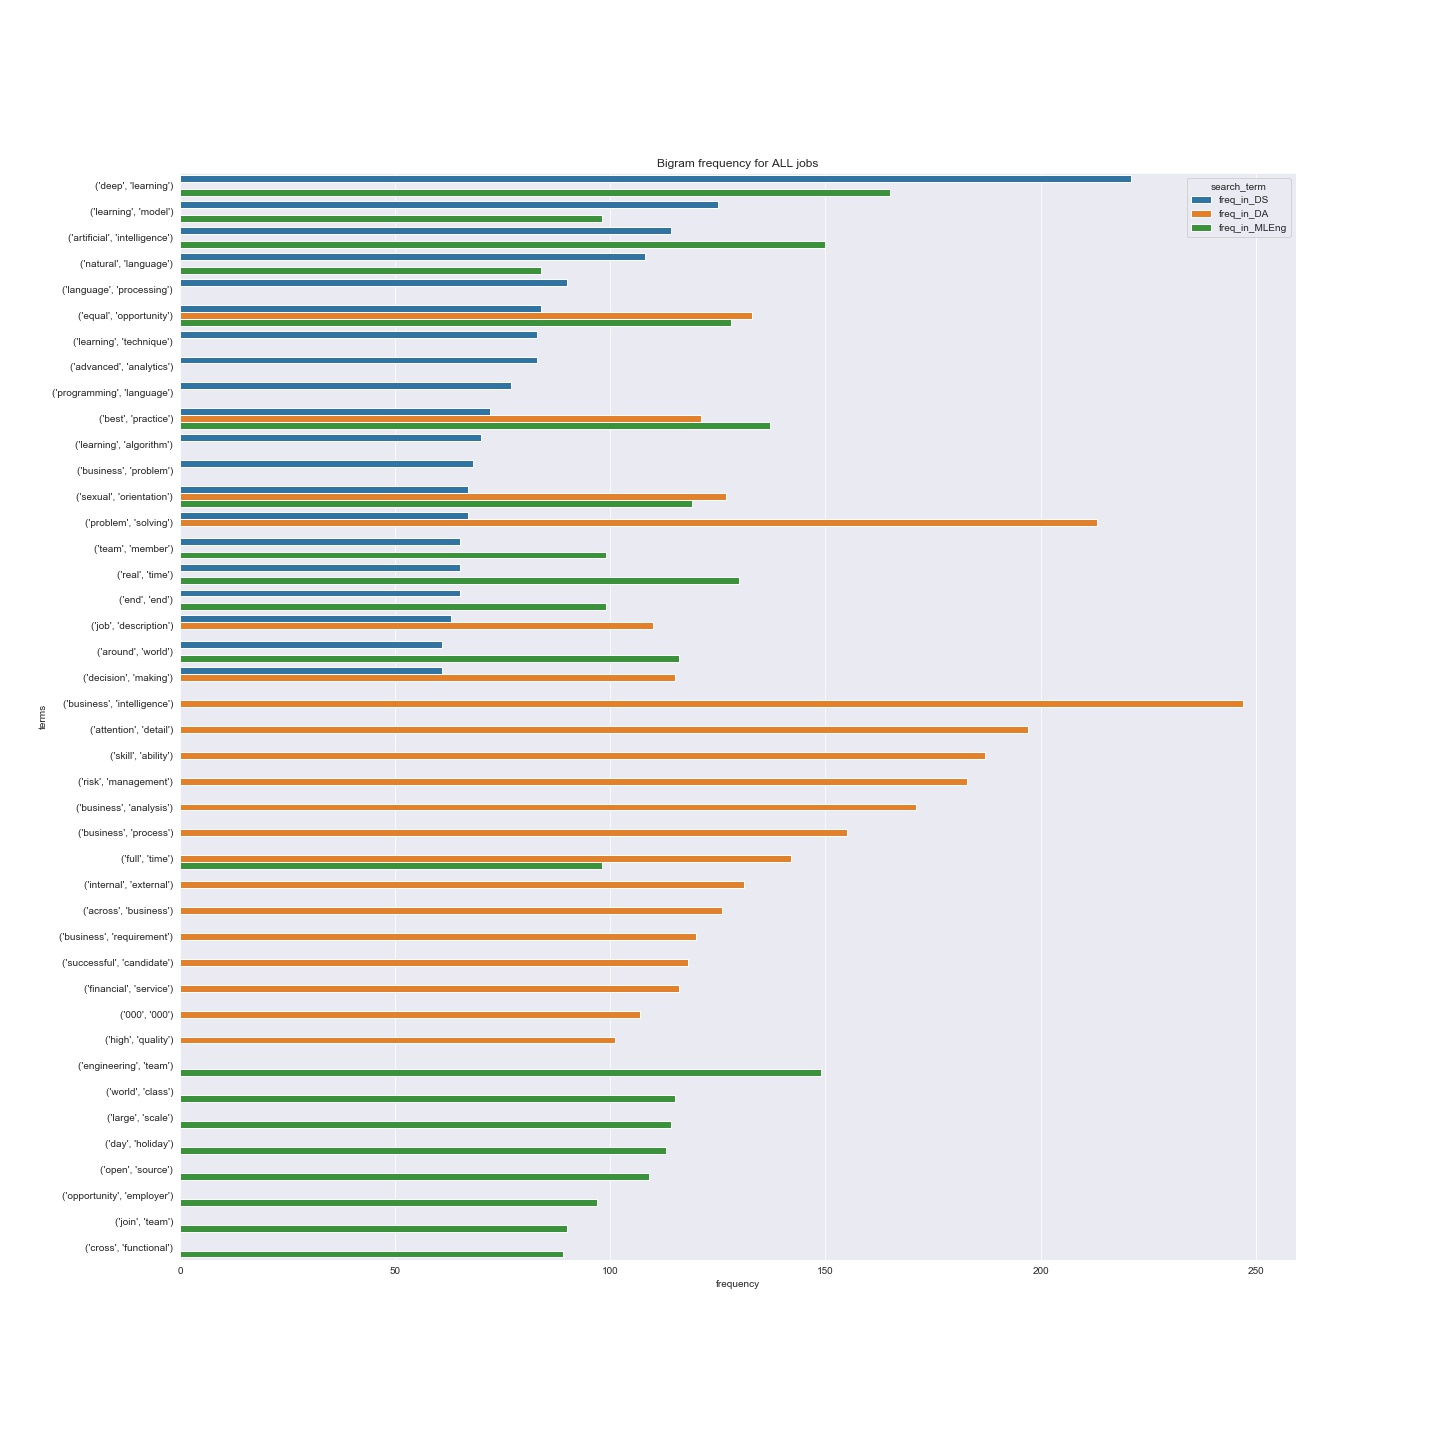 Bigram frequency for ALL jobs
search_term
freq_in_DS
freq_in_DA
freq_in_MLEng
('deep', 'learning')
('learning', 'model')
('artificial', 'intelligence')
('natural', 'language')
('language', 'processing')
('equal', 'opportunity')
('learning', 'technique')
('advanced', 'analytics')
('programming', 'language')
('best', 'practice')
('learning', 'algorithm')
('business', 'problem')
('sexual', 'orientation')
('problem', 'solving')
('team', 'member')
('real', 'time')
('end', 'end')
('job', 'description')
('around', 'world')
('decision', 'making')
('business', 'intelligence')
('attention', 'detail')
('skill', 'ability')
('risk', 'management')
('business', 'analysis')
('business', 'process')
('full', 'time')
('internal', 'external')
('across', 'business')
('business', 'requirement')
('successful', 'candidate')
('financial', 'service')
('000', '000')
('high', 'quality')
('engineering', 'team')
('world', 'class')
('large', 'scale')
('day', 'holiday')
('open', 'source')
('opportunity', 'employer')
('join', 'team')
('cross', 'functional')
terms
0 50 100 150 200 250
frequency